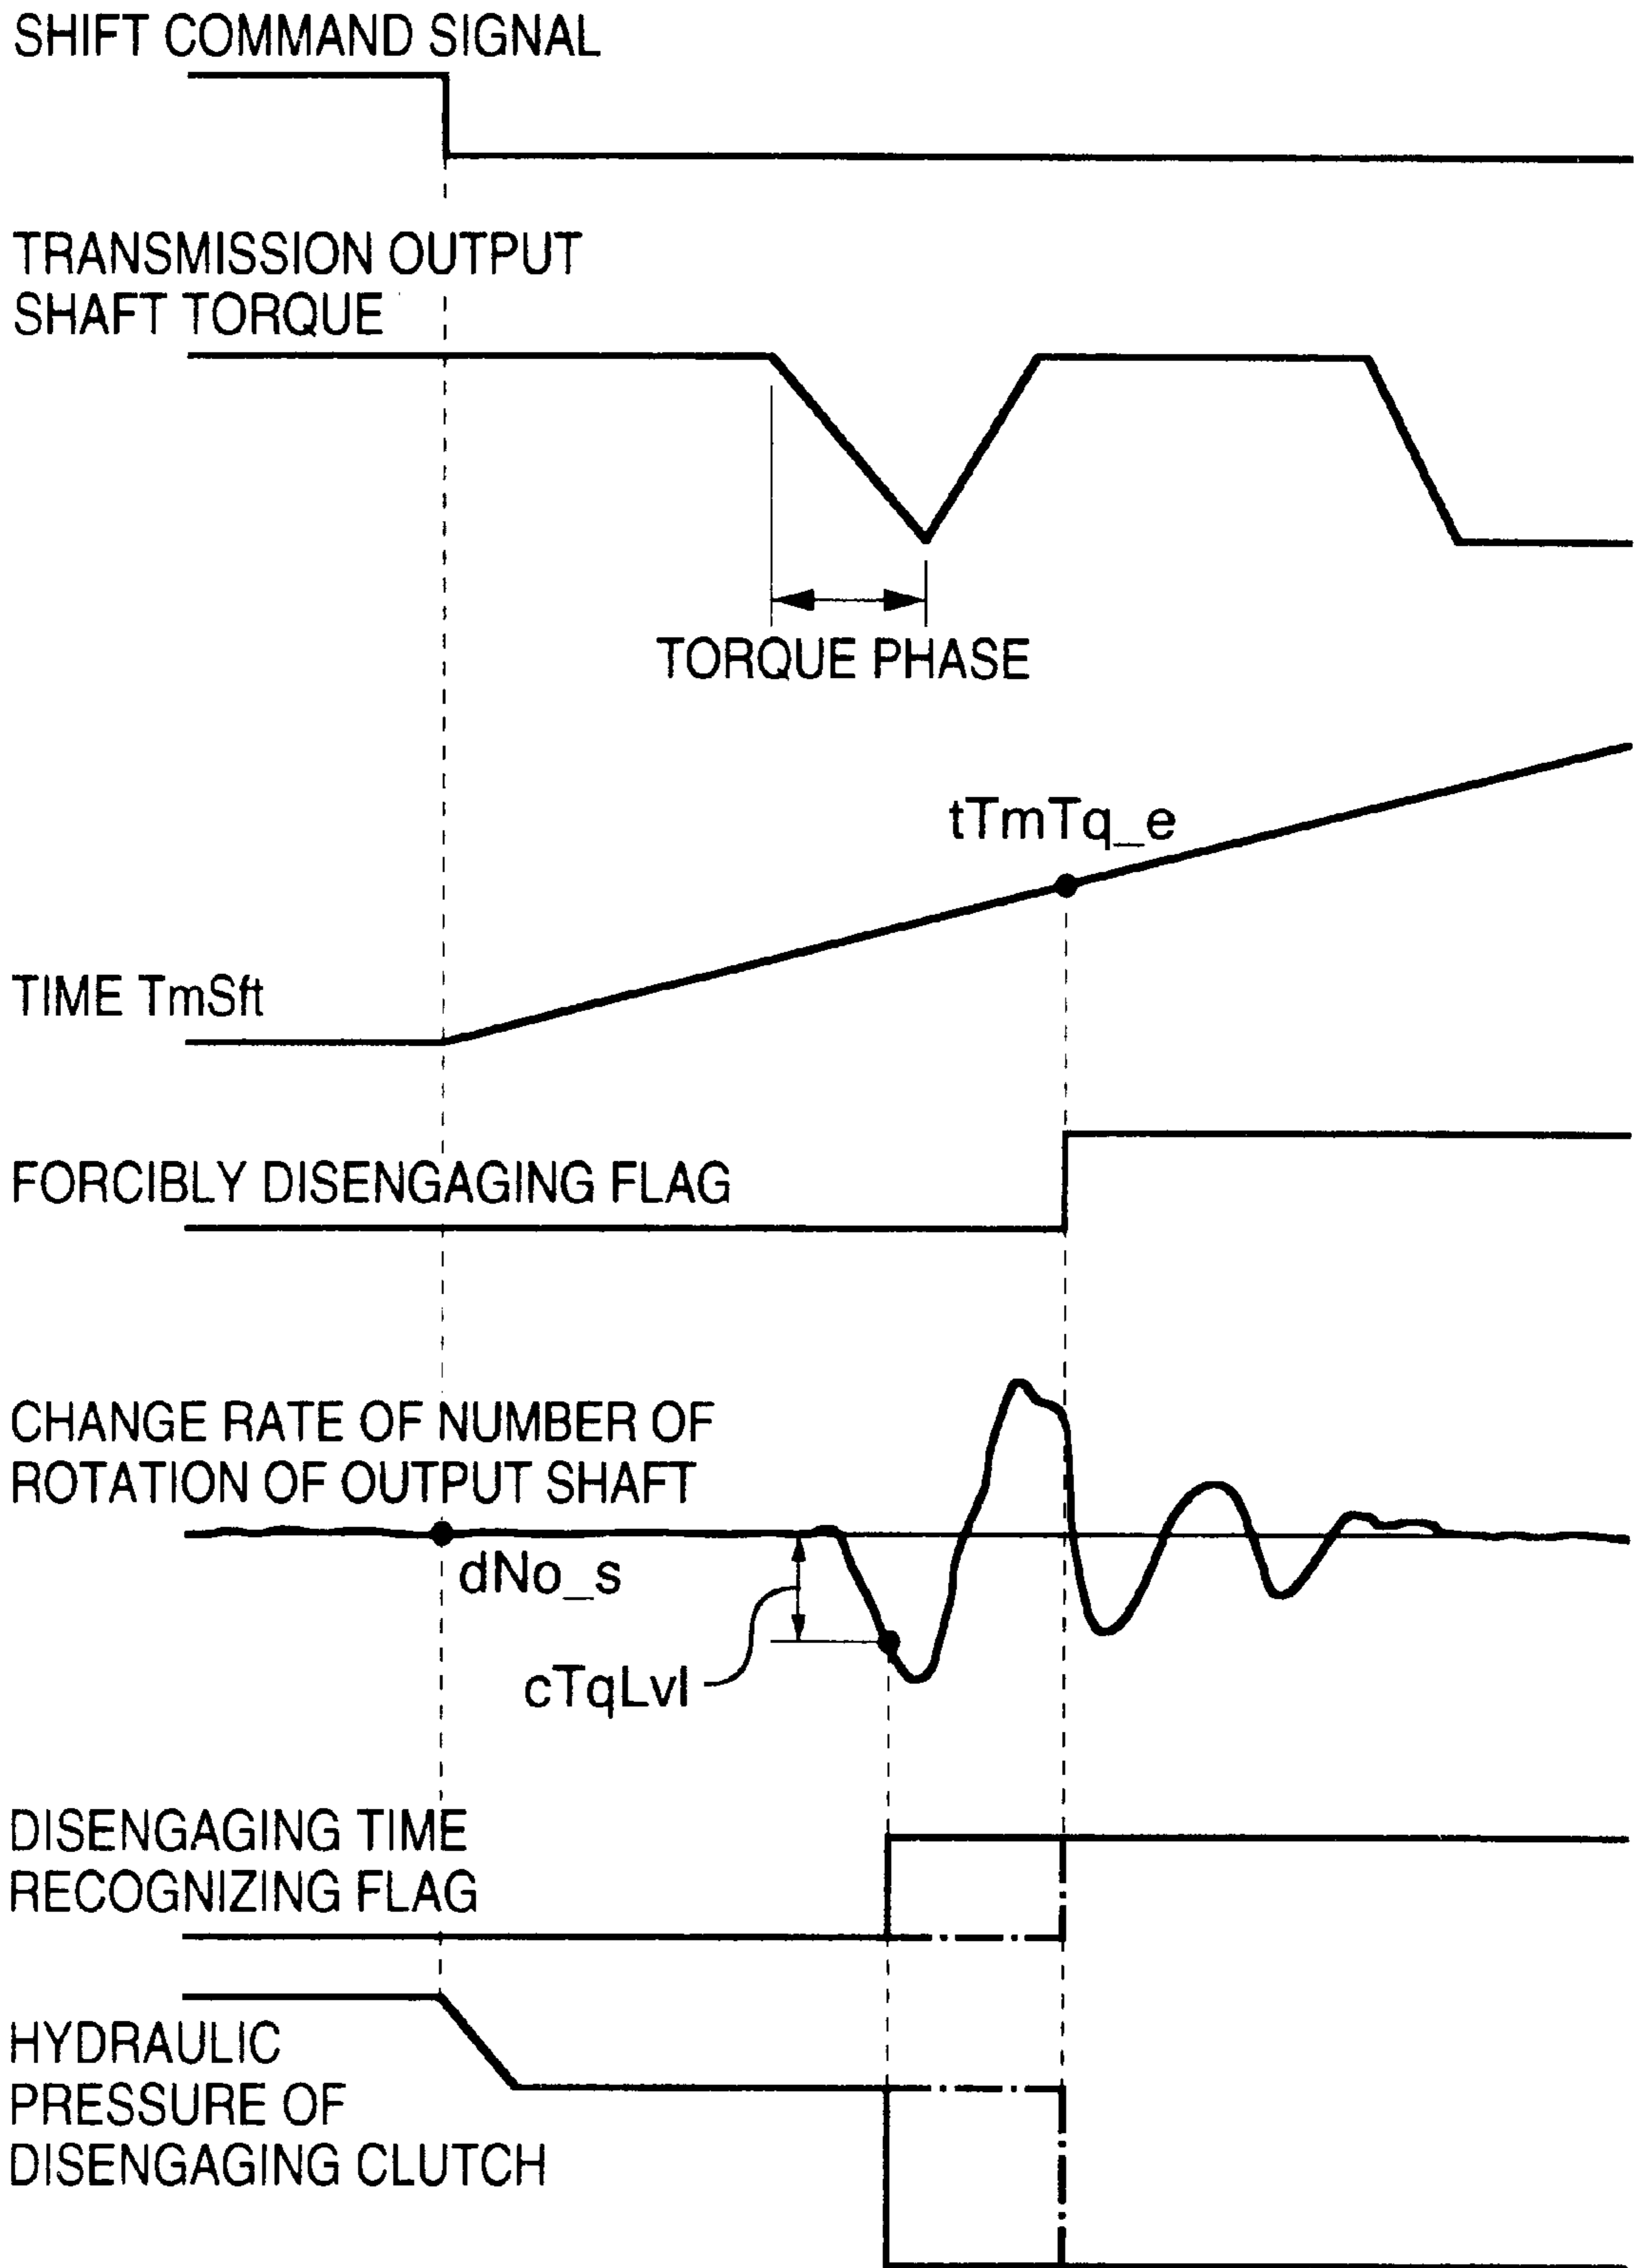 SHIFT COMMAND SIGNAL
TRANSMISSION OUTPUT
SHAFT TORQUE
TORQUE PHASE
tTmTq_e
TIME TmSft
FORCIBLY DISENGAGING FLAG
CHANGE RATE OF NUMBER OF
ROTATION OF OUTPUT SHAFT
dNo_s
cTqLvl
DISENGAGING TIME
RECOGNIZING FLAG
HYDRAULIC
PRESSURE OF
DISENGAGING CLUTCH